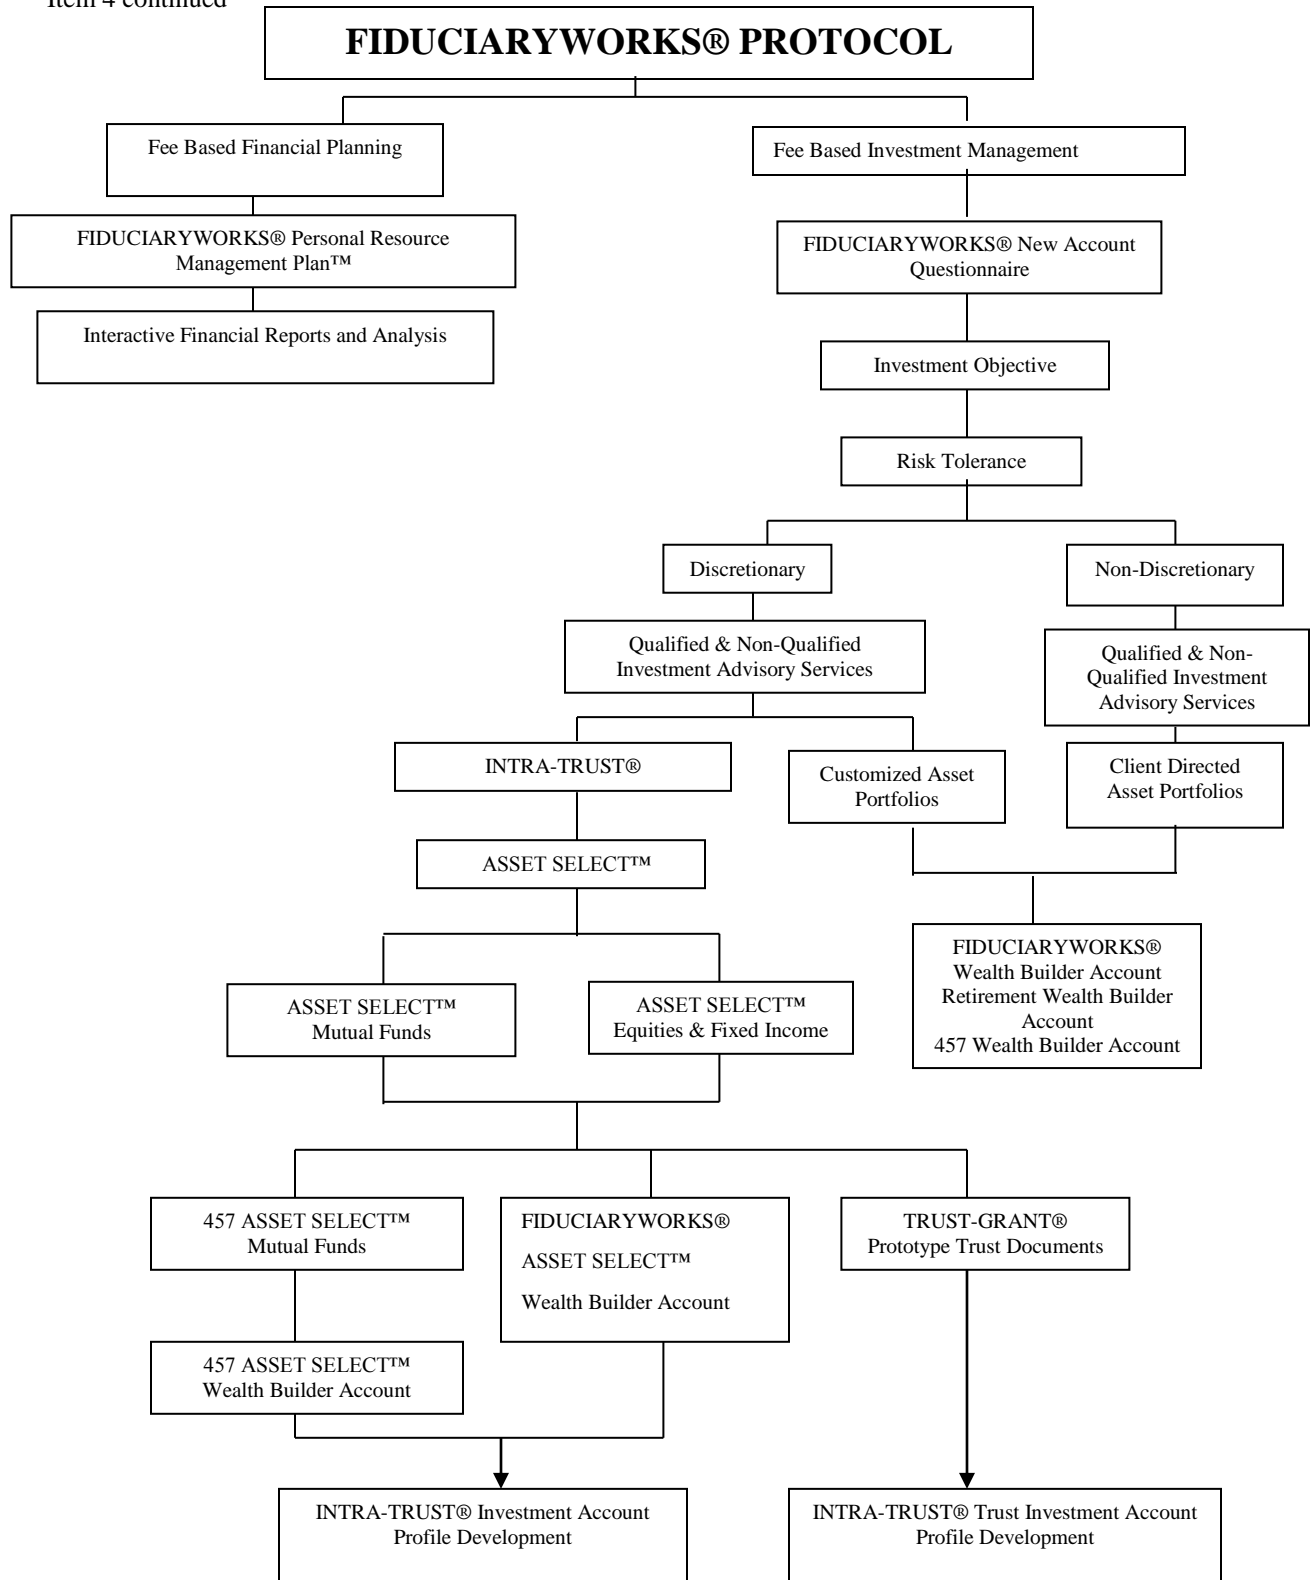 Item 4 continued
FIDUCIARYWORKS® PROTOCOL
Fee Based Financial Planning
Fee Based Investment Management
FIDUCIARYWORKS® Personal Resource
Management Plan™
FIDUCIARYWORKS® New Account
Questionnaire
Interactive Financial Reports and Analysis
Investment Objective
Risk Tolerance
Discretionary
Non-Discretionary
Qualified & Non-Qualified
Investment Advisory Services
Qualified & Non-
Qualified Investment
Advisory Services
INTRA-TRUST®
Customized Asset
Portfolios
Client Directed
Asset Portfolios
ASSET SELECT™
FIDUCIARYWORKS®
Wealth Builder Account
Retirement Wealth Builder
Account
457 Wealth Builder Account
ASSET SELECT™
Mutual Funds
ASSET SELECT™
Equities & Fixed Income
457 ASSET SELECT™
Mutual Funds
FIDUCIARYWORKS®
ASSET SELECT™
Wealth Builder Account
TRUST-GRANT®
Prototype Trust Documents
457 ASSET SELECT™
Wealth Builder Account
INTRA-TRUST® Investment Account
Profile Development
INTRA-TRUST® Trust Investment Account
Profile Development